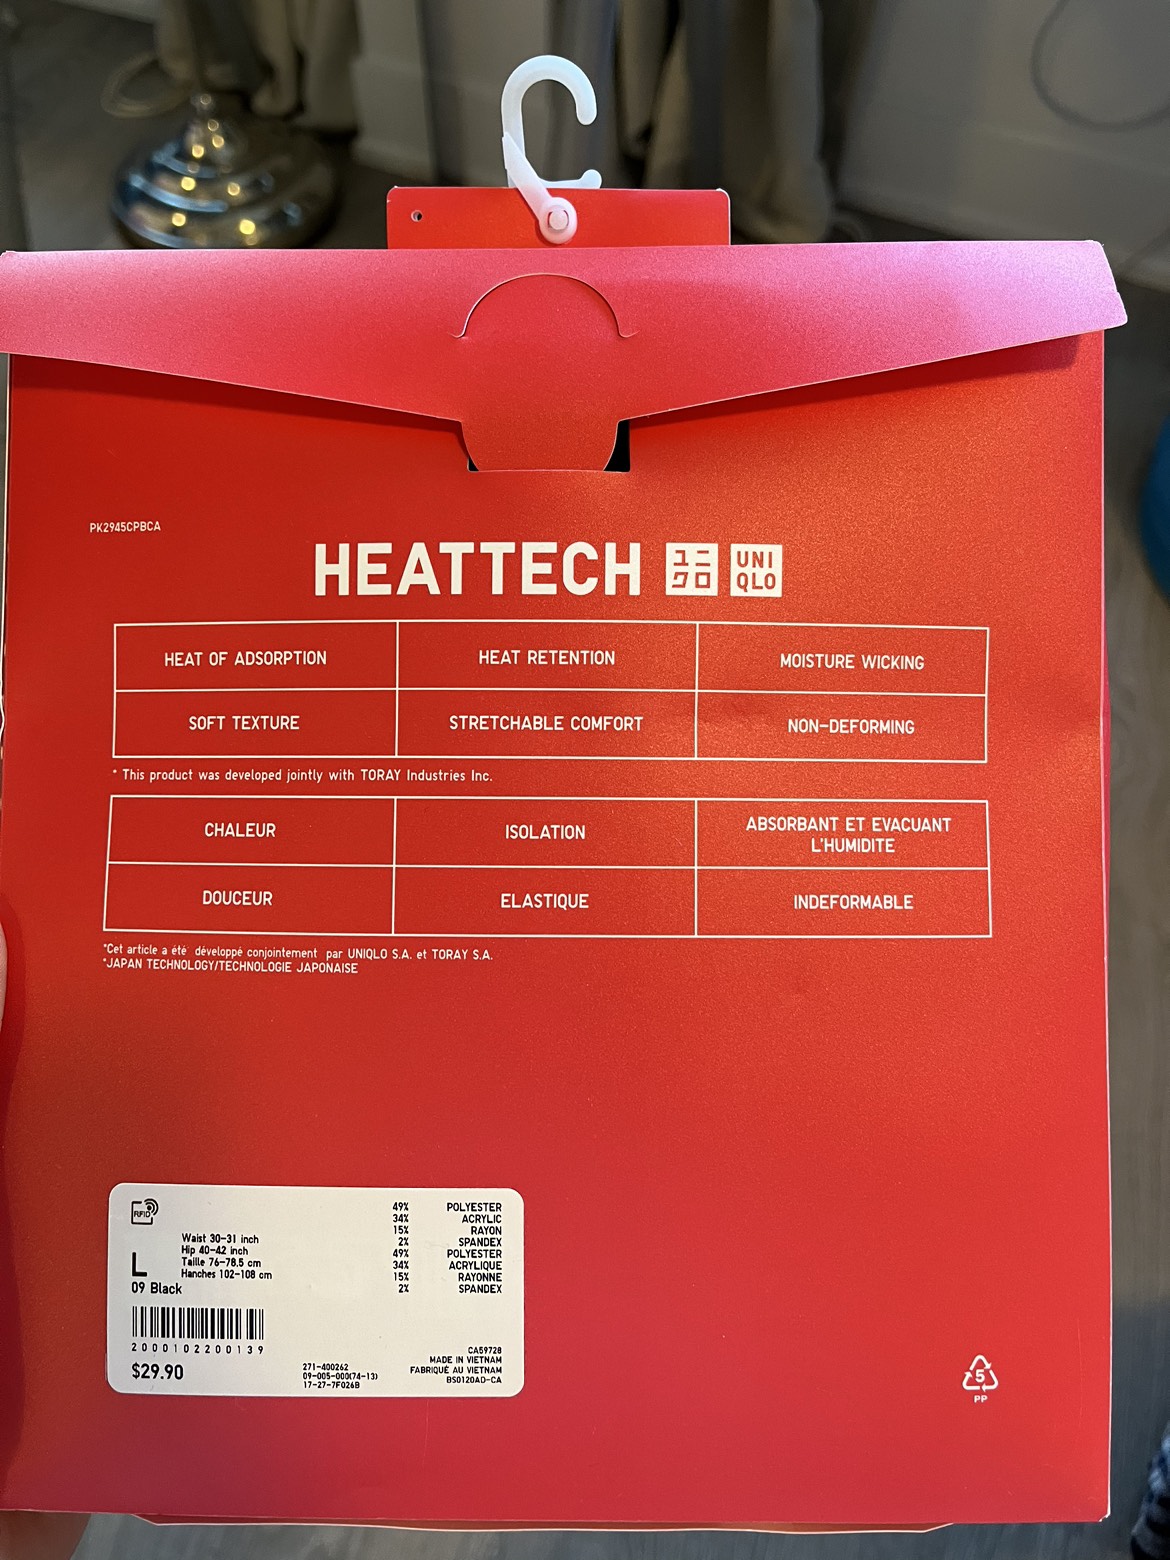 PK2945CPBCA
HEATTECH ユニクロ UNIQLO
HEAT OF ADSORPTION HEAT RETENTION MOISTURE WICKING
SOFT TEXTURE STRETCHABLE COMFORT NON-DEFORMING
* This product was developed jointly with TORAY Industries Inc.
CHALEUR ISOLATION ABSORBANT ET EVACUANT
L'HUMIDITE
DOUCEUR ELASTIQUE INDEFORMABLE
*Cet article a été développé conjointement par UNIQLO S.A. et TORAY S.A.
*JAPAN TECHNOLOGY/TECHNOLOGIE JAPONAISE
RFID
L
Waist 30-31 inch
Hip 40-42 inch
Taille 76-78.5 cm
Hanches 102-108 cm
09 Black
49% POLYESTER
34% ACRYLIC
15% RAYON
2% SPANDEX
49% POLYESTER
34% ACRYLIQUE
15% RAYONNE
2% SPANDEX
2000102200139
$29.90
271-400262
09-005-000(74-13)
17-27-7F026B
CA59728
MADE IN VIETNAM
FABRIQUÉ AU VIETNAM
BS0120AD-CA
5
PP